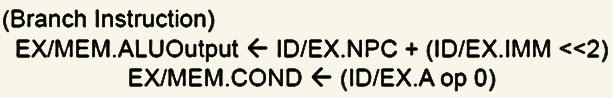 (Branch Instruction)
EX/MEM.ALUOutput ← ID/EX.NPC + (ID/EX.IMM <<2)
EX/MEM.COND ← (ID/EX.A op 0)